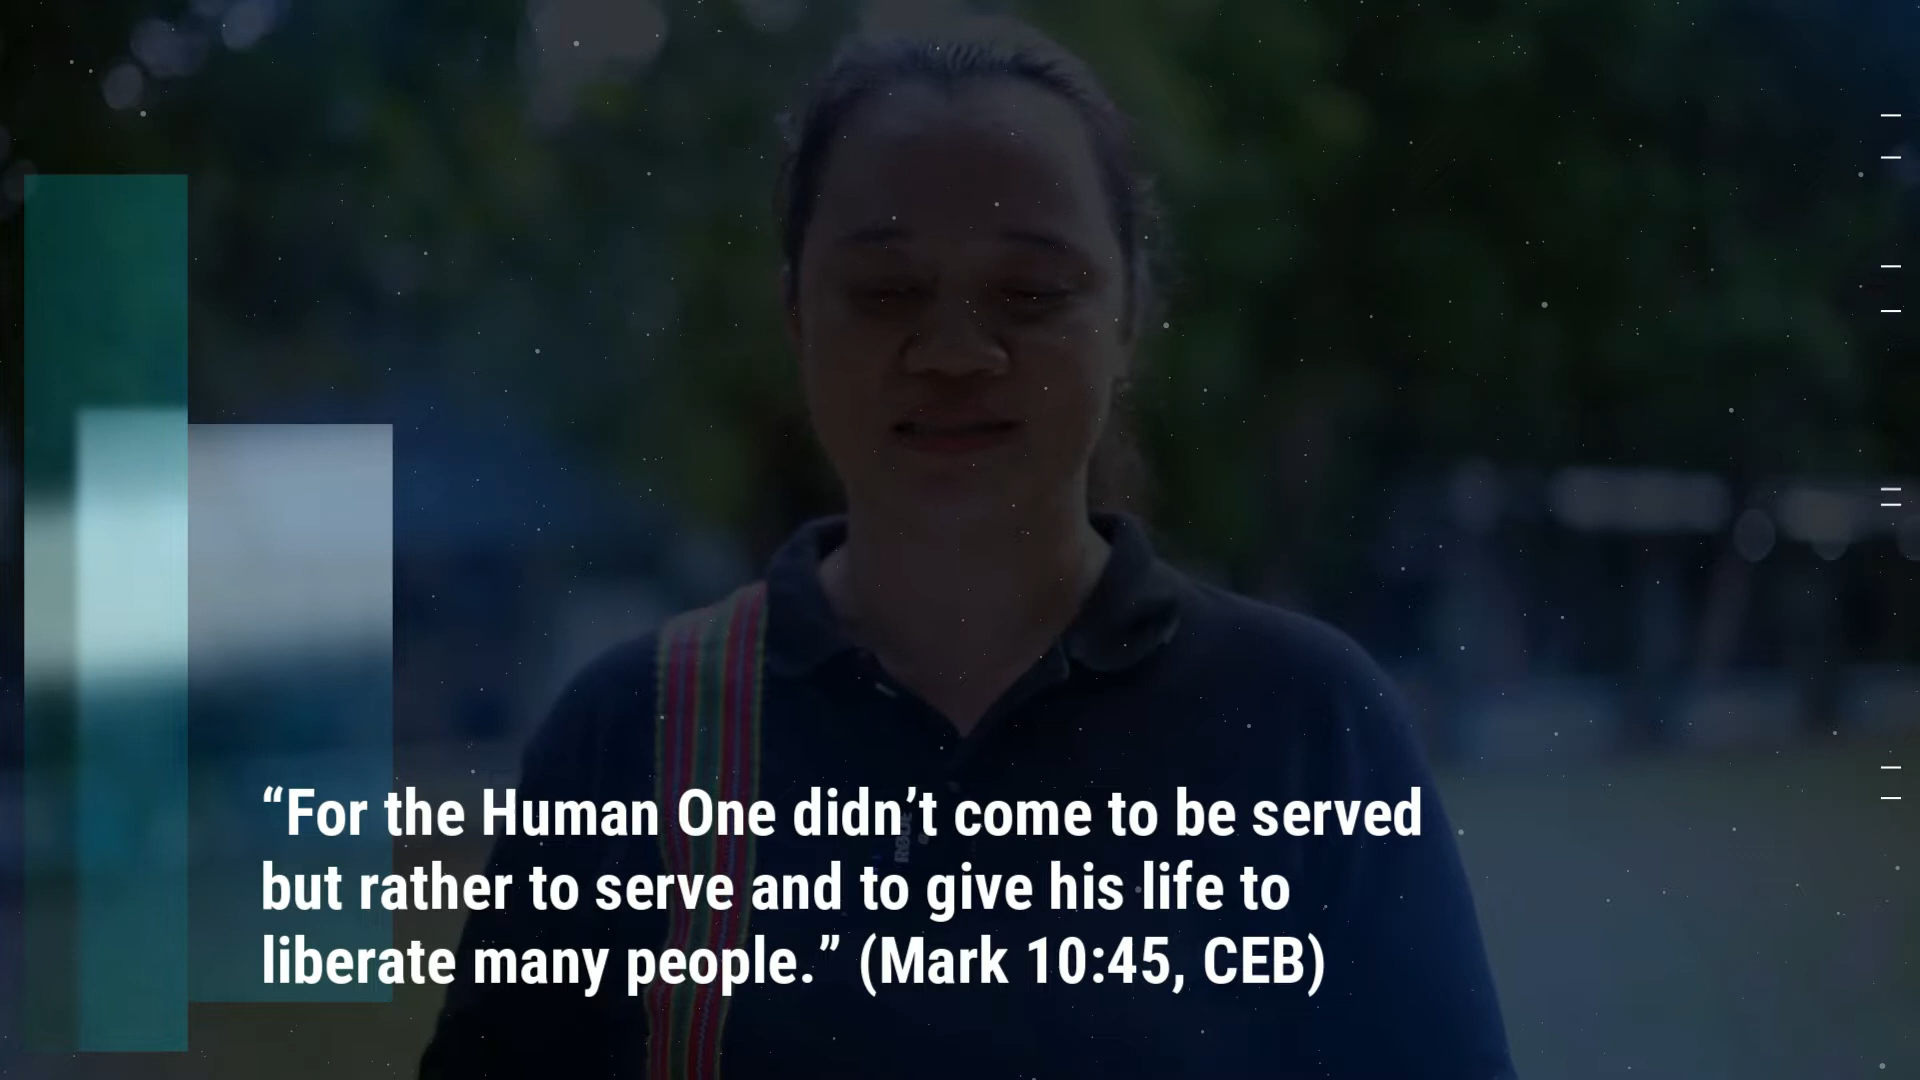 “For the Human One didn’t come to be served
but rather to serve and to give his life to
liberate many people.” (Mark 10:45, CEB)